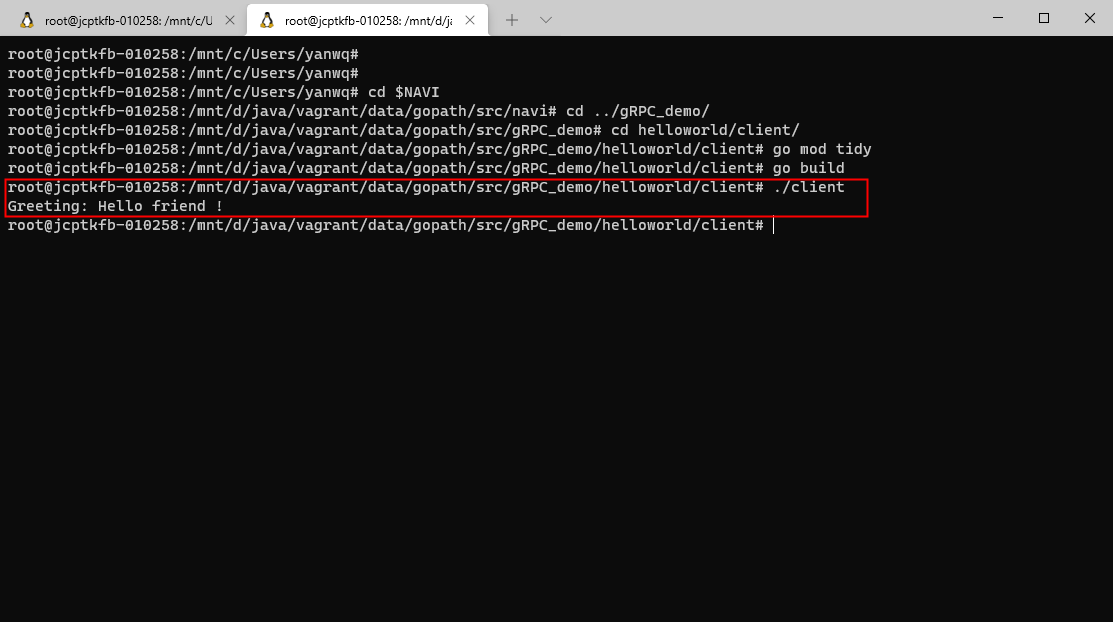 root@jcptkfb-010258: /mnt/c/U
root@jcptkfb-010258: /mnt/d/ja
root@jcptkfb-010258:/mnt/c/Users/yanwq#
root@jcptkfb-010258:/mnt/c/Users/yanwq#
root@jcptkfb-010258:/mnt/c/Users/yanwq# cd $NAVI
root@jcptkfb-010258:/mnt/d/java/vagrant/data/gopath/src/navi# cd ../gRPC_demo/
root@jcptkfb-010258:/mnt/d/java/vagrant/data/gopath/src/gRPC_demo# cd helloworld/client/
root@jcptkfb-010258:/mnt/d/java/vagrant/data/gopath/src/gRPC_demo/helloworld/client# go mod tidy
root@jcptkfb-010258:/mnt/d/java/vagrant/data/gopath/src/gRPC_demo/helloworld/client# go build
root@jcptkfb-010258:/mnt/d/java/vagrant/data/gopath/src/gRPC_demo/helloworld/client# ./client
Greeting: Hello friend !
root@jcptkfb-010258:/mnt/d/java/vagrant/data/gopath/src/gRPC_demo/helloworld/client#